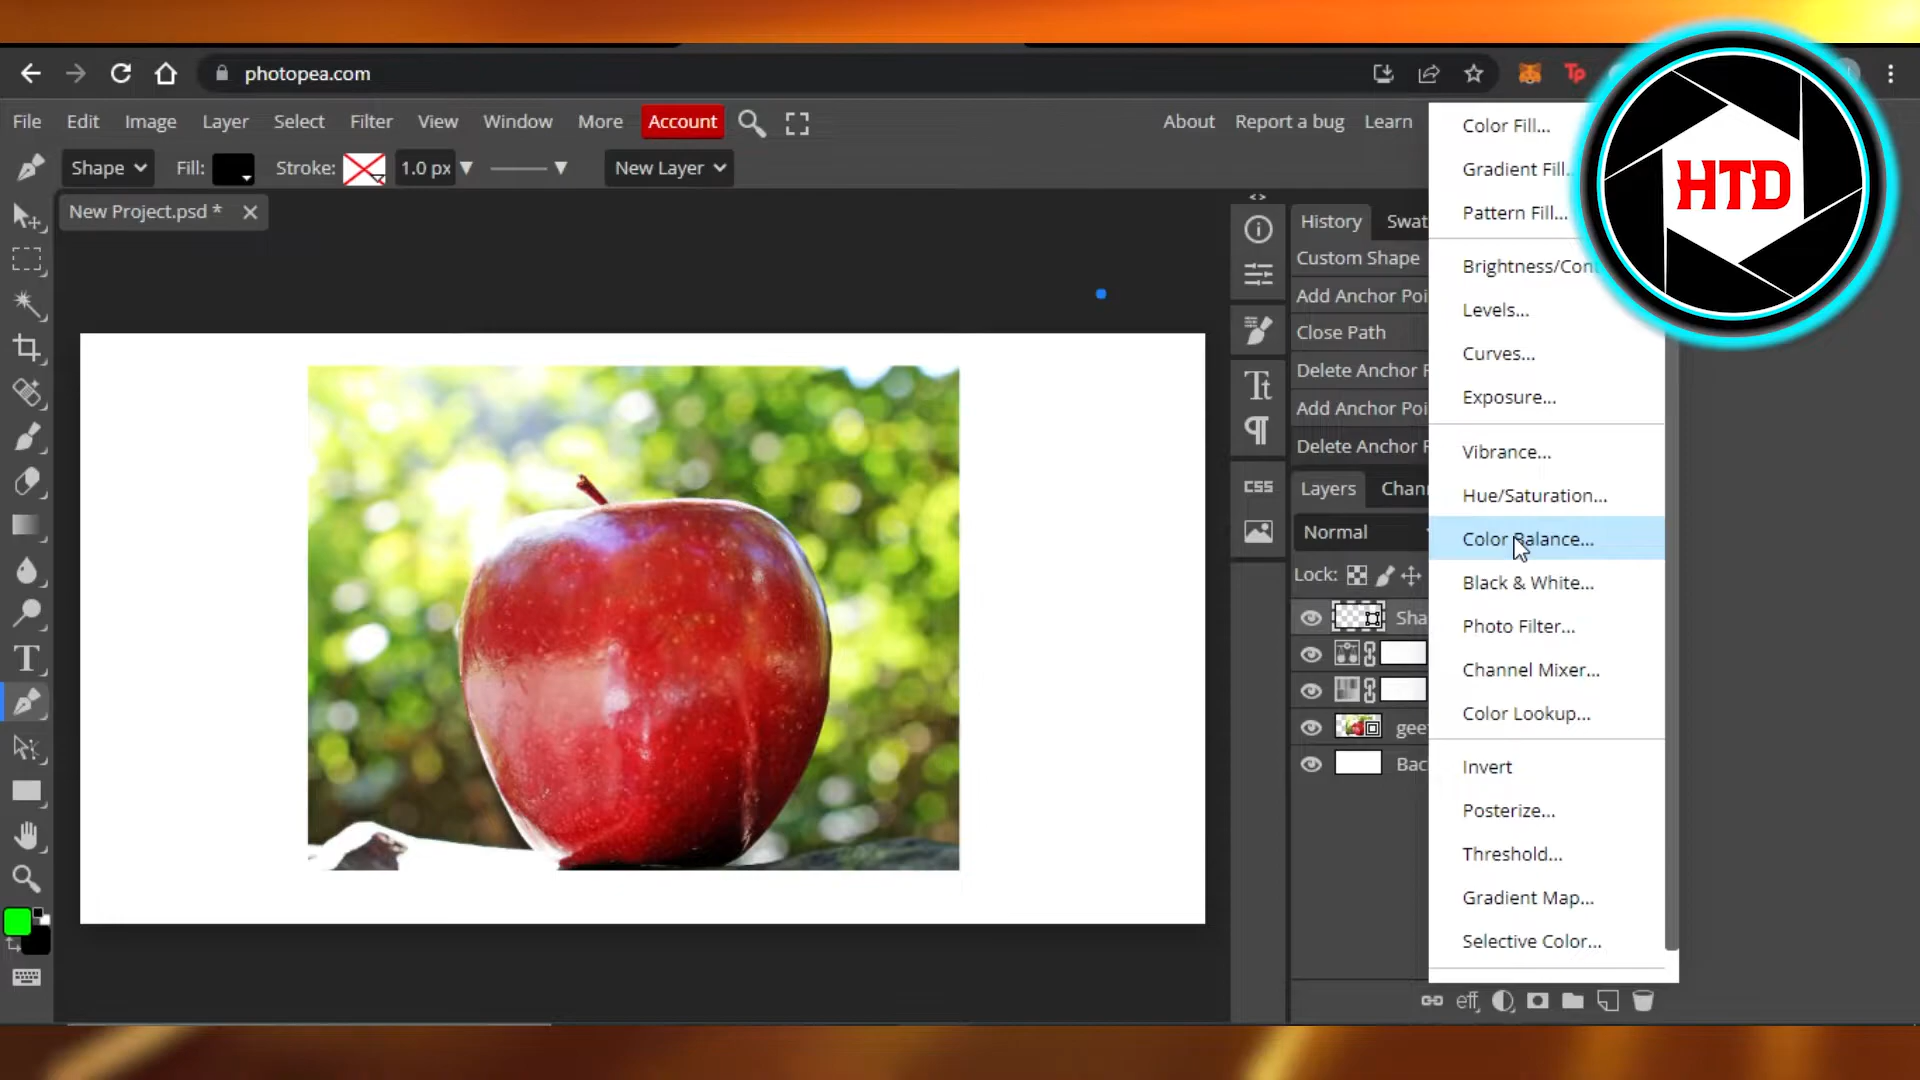 photopea.com
Tp
File Edit Image Layer Select Filter View Window More Account About Report a bug Learn
Shape Fill: Stroke: 1.0 px New Layer
New Project.psd *
History Swat
Custom Shape
Add Anchor Poi
Close Path
Delete Anchor F
Add Anchor Poi
Delete Anchor F
CSS
Layers Chann
Normal
Lock:
Sha
gee
Bac
Color Fill...
Gradient Fill...
Pattern Fill...
Brightness/Cont
Levels...
Curves...
Exposure...
Vibrance...
Hue/Saturation...
Color Balance...
Black & White...
Photo Filter...
Channel Mixer...
Color Lookup...
Invert
Posterize...
Threshold...
Gradient Map...
Selective Color...
eff
HTD